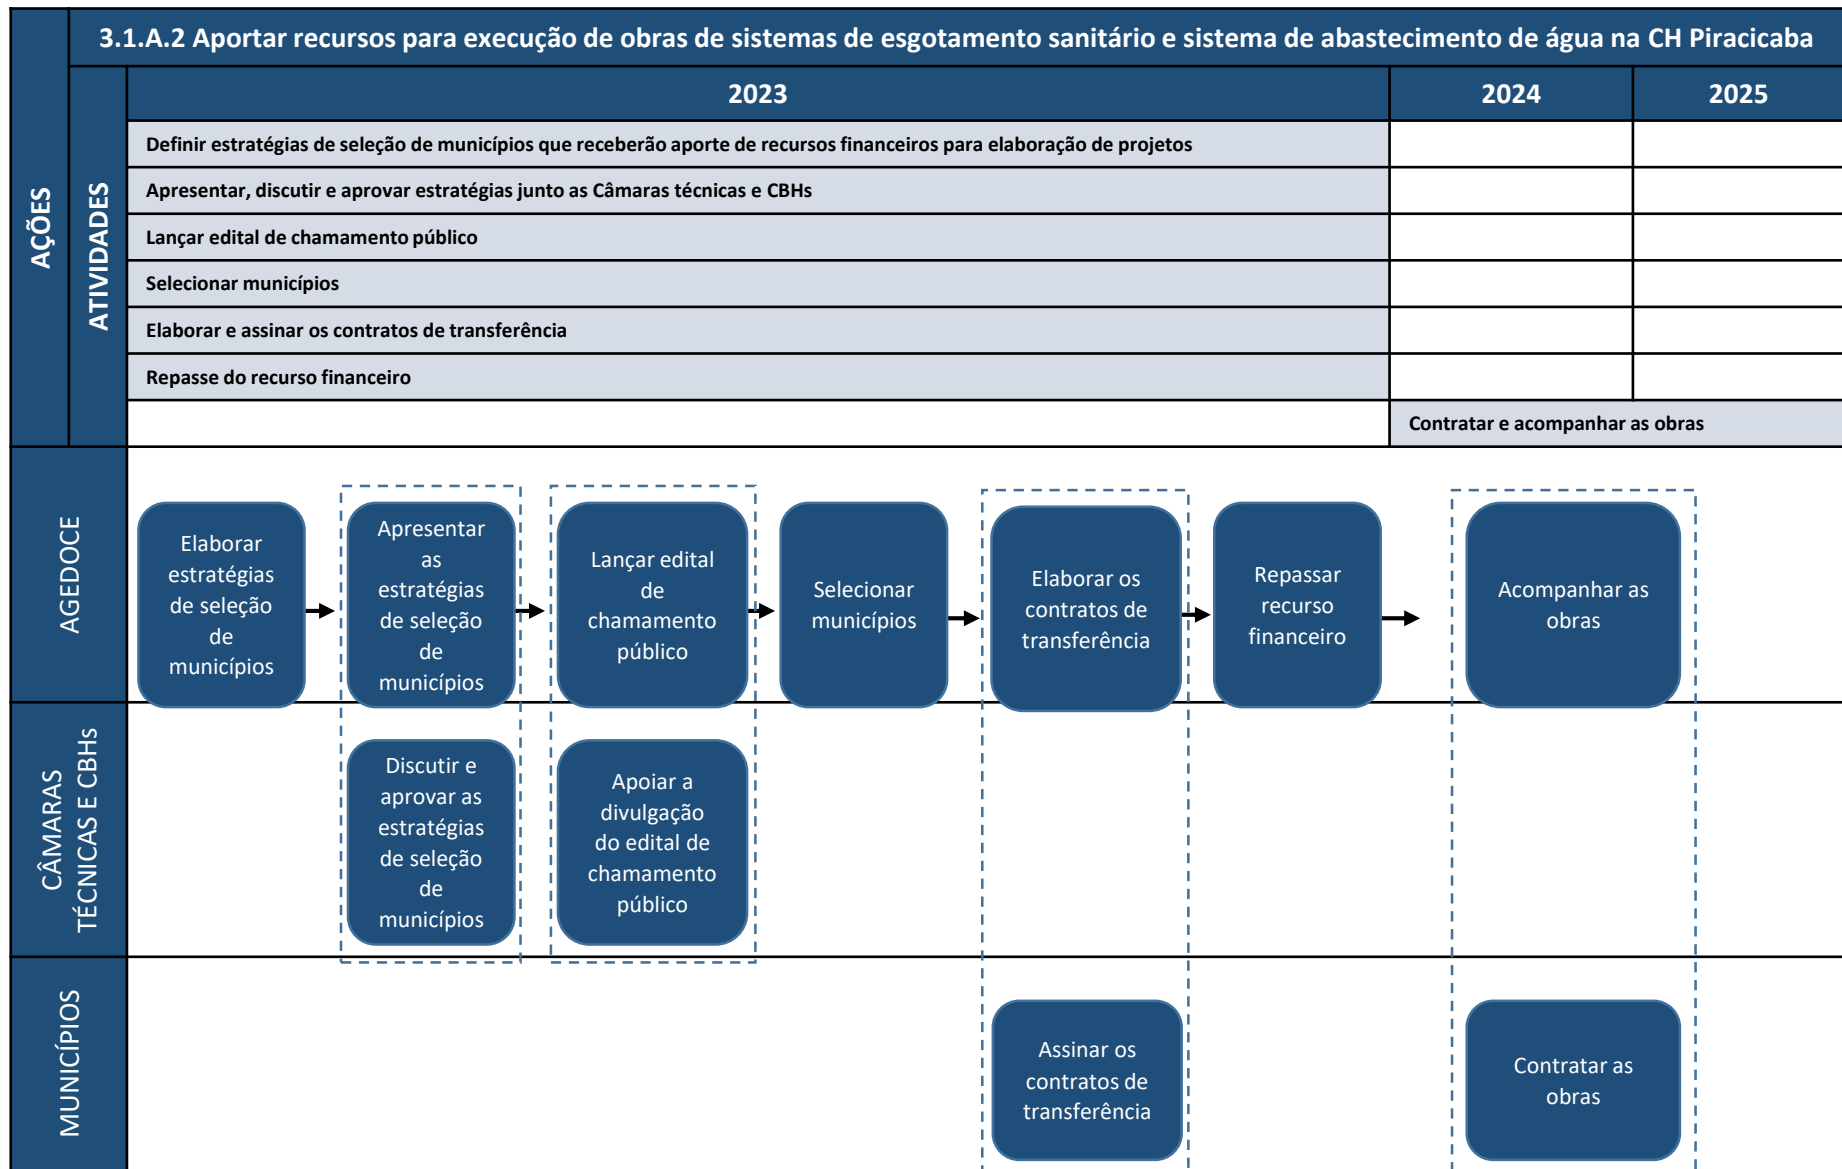 3.1.A.2 Aportar recursos para execução de obras de sistemas de esgotamento sanitário e sistema de abastecimento de água na CH Piracicaba
AÇÕES
ATIVIDADES
2023
2024
2025
Definir estratégias de seleção de municípios que receberão aporte de recursos financeiros para elaboração de projetos
Apresentar, discutir e aprovar estratégias junto as Câmaras técnicas e CBHs
Lançar edital de chamamento público
Selecionar municípios
Elaborar e assinar os contratos de transferência
Repasse do recurso financeiro
Contratar e acompanhar as obras
AGEDOCE
Elaborar
estratégias
de seleção
de
municípios
Apresentar
as
estratégias
de seleção
de
municípios
Lançar edital
de
chamamento
público
Selecionar
municípios
Elaborar os
contratos de
transferência
Repassar
recurso
financeiro
Acompanhar as
obras
CÂMARAS
TÉCNICAS E CBHs
Discutir e
aprovar as
estratégias
de seleção
de
municípios
Apoiar a
divulgação
do edital de
chamamento
público
MUNICÍPIOS
Assinar os
contratos de
transferência
Contratar as
obras